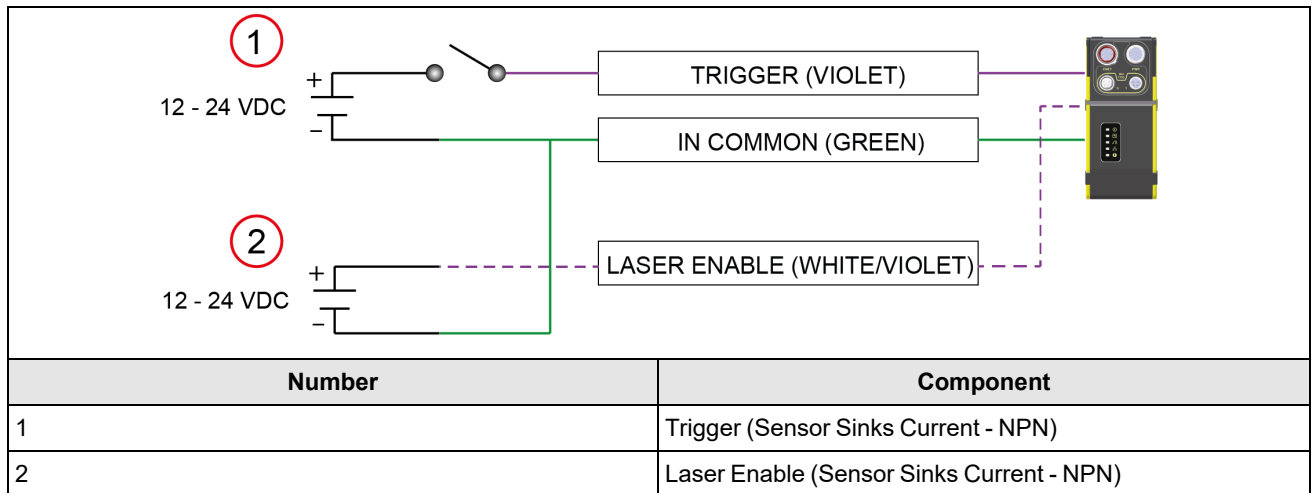 1
+
12 - 24 VDC
−
TRIGGER (VIOLET)
IN COMMON (GREEN)
2
+
12 - 24 VDC
−
LASER ENABLE (WHITE/VIOLET)
Number Component
1 Trigger (Sensor Sinks Current - NPN)
2 Laser Enable (Sensor Sinks Current - NPN)